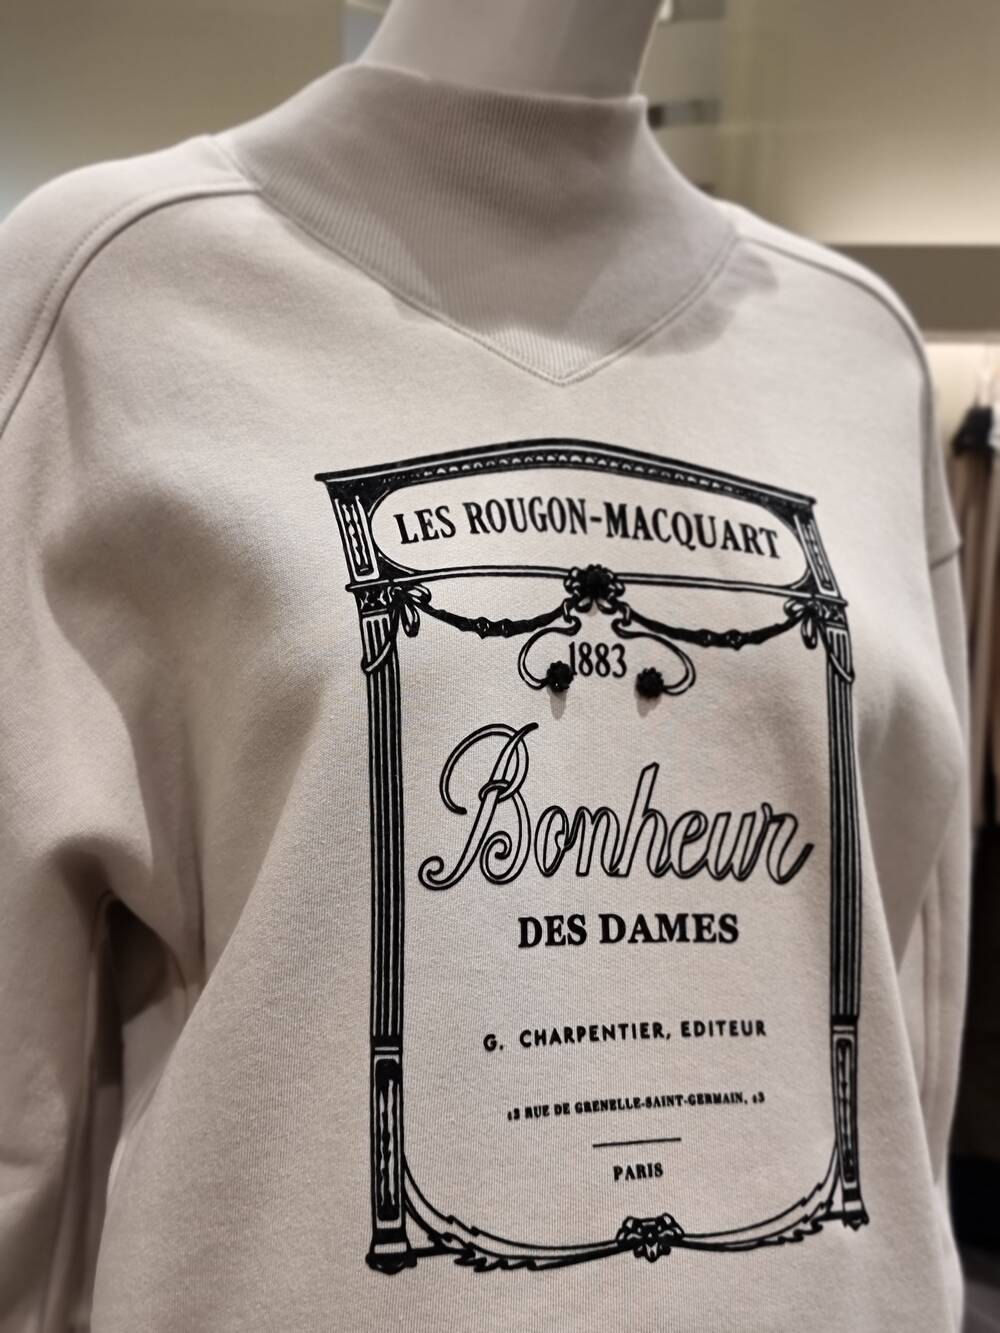 LES ROUGON-MACQUART
1883
Bonheur
DES DAMES
G. CHARPENTIER, EDITEUR
13 RUE DE GRENELLE-SAINT-GERMAIN, 13
PARIS